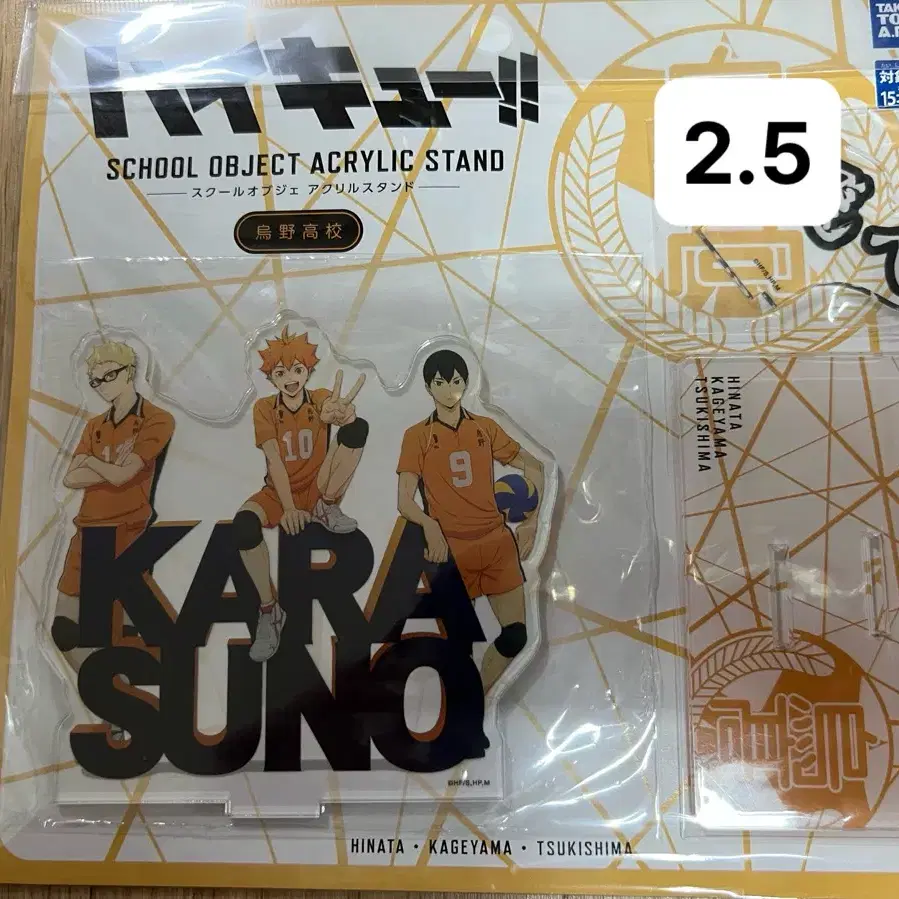 ハイキュー!!
SCHOOL OBJECT ACRYLIC STAND
スクールオブジェ アクリルスタンド
烏野高校
2.5
10
9
KARA
SUNO
©H.F/S,HP,M
HINATA
KAGEYAMA
TSUKISHIMA
HINATA・KAGEYAMA・TSUKISHIMA